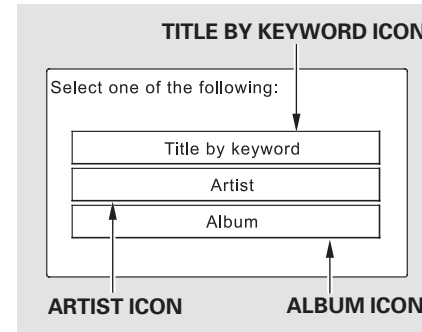 TITLE BY KEYWORD ICON
Select one of the following:
Title by keyword
Artist
Album
ARTIST ICON
ALBUM ICON